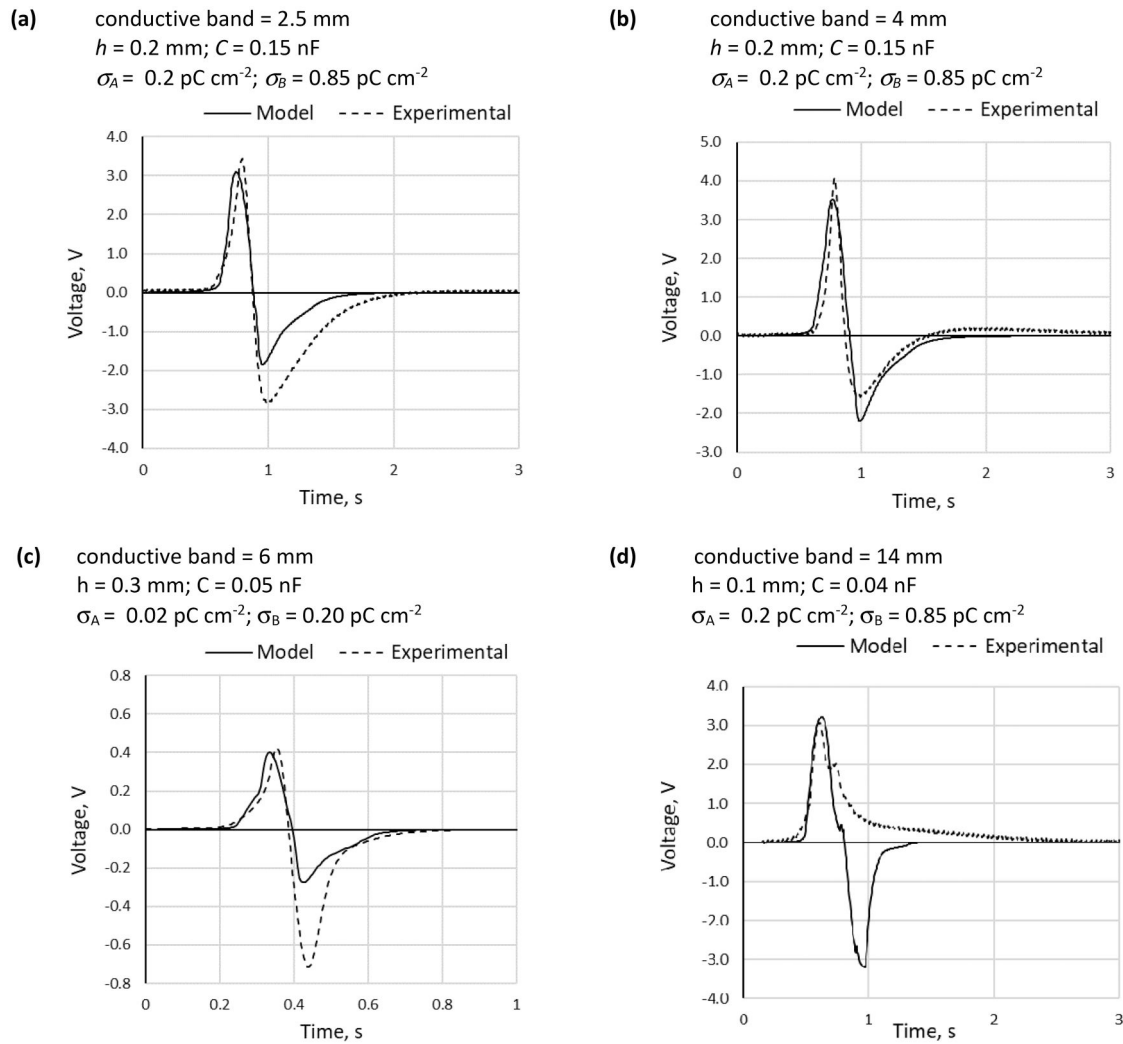 (a) conductive band = 2.5 mm
h = 0.2 mm; C = 0.15 nF
σA = 0.2 pC cm-2; σB = 0.85 pC cm-2
Model Experimental
4.0
3.0
2.0
1.0
0.0
-1.0
-2.0
-3.0
-4.0
Voltage, V
0 1 2 3
Time, s
(b) conductive band = 4 mm
h = 0.2 mm; C = 0.15 nF
σA = 0.2 pC cm-2; σB = 0.85 pC cm-2
Model Experimental
5.0
4.0
3.0
2.0
1.0
0.0
-1.0
-2.0
-3.0
Voltage, V
0 1 2 3
Time, s
(c) conductive band = 6 mm
h = 0.3 mm; C = 0.05 nF
σA = 0.02 pC cm-2; σB = 0.20 pC cm-2
Model Experimental
0.8
0.6
0.4
0.2
0.0
-0.2
-0.4
-0.6
-0.8
Voltage, V
0 0.2 0.4 0.6 0.8 1
Time, s
(d) conductive band = 14 mm
h = 0.1 mm; C = 0.04 nF
σA = 0.2 pC cm-2; σB = 0.85 pC cm-2
Model Experimental
4.0
3.0
2.0
1.0
0.0
-1.0
-2.0
-3.0
-4.0
Voltage, V
0 1 2 3
Time, s